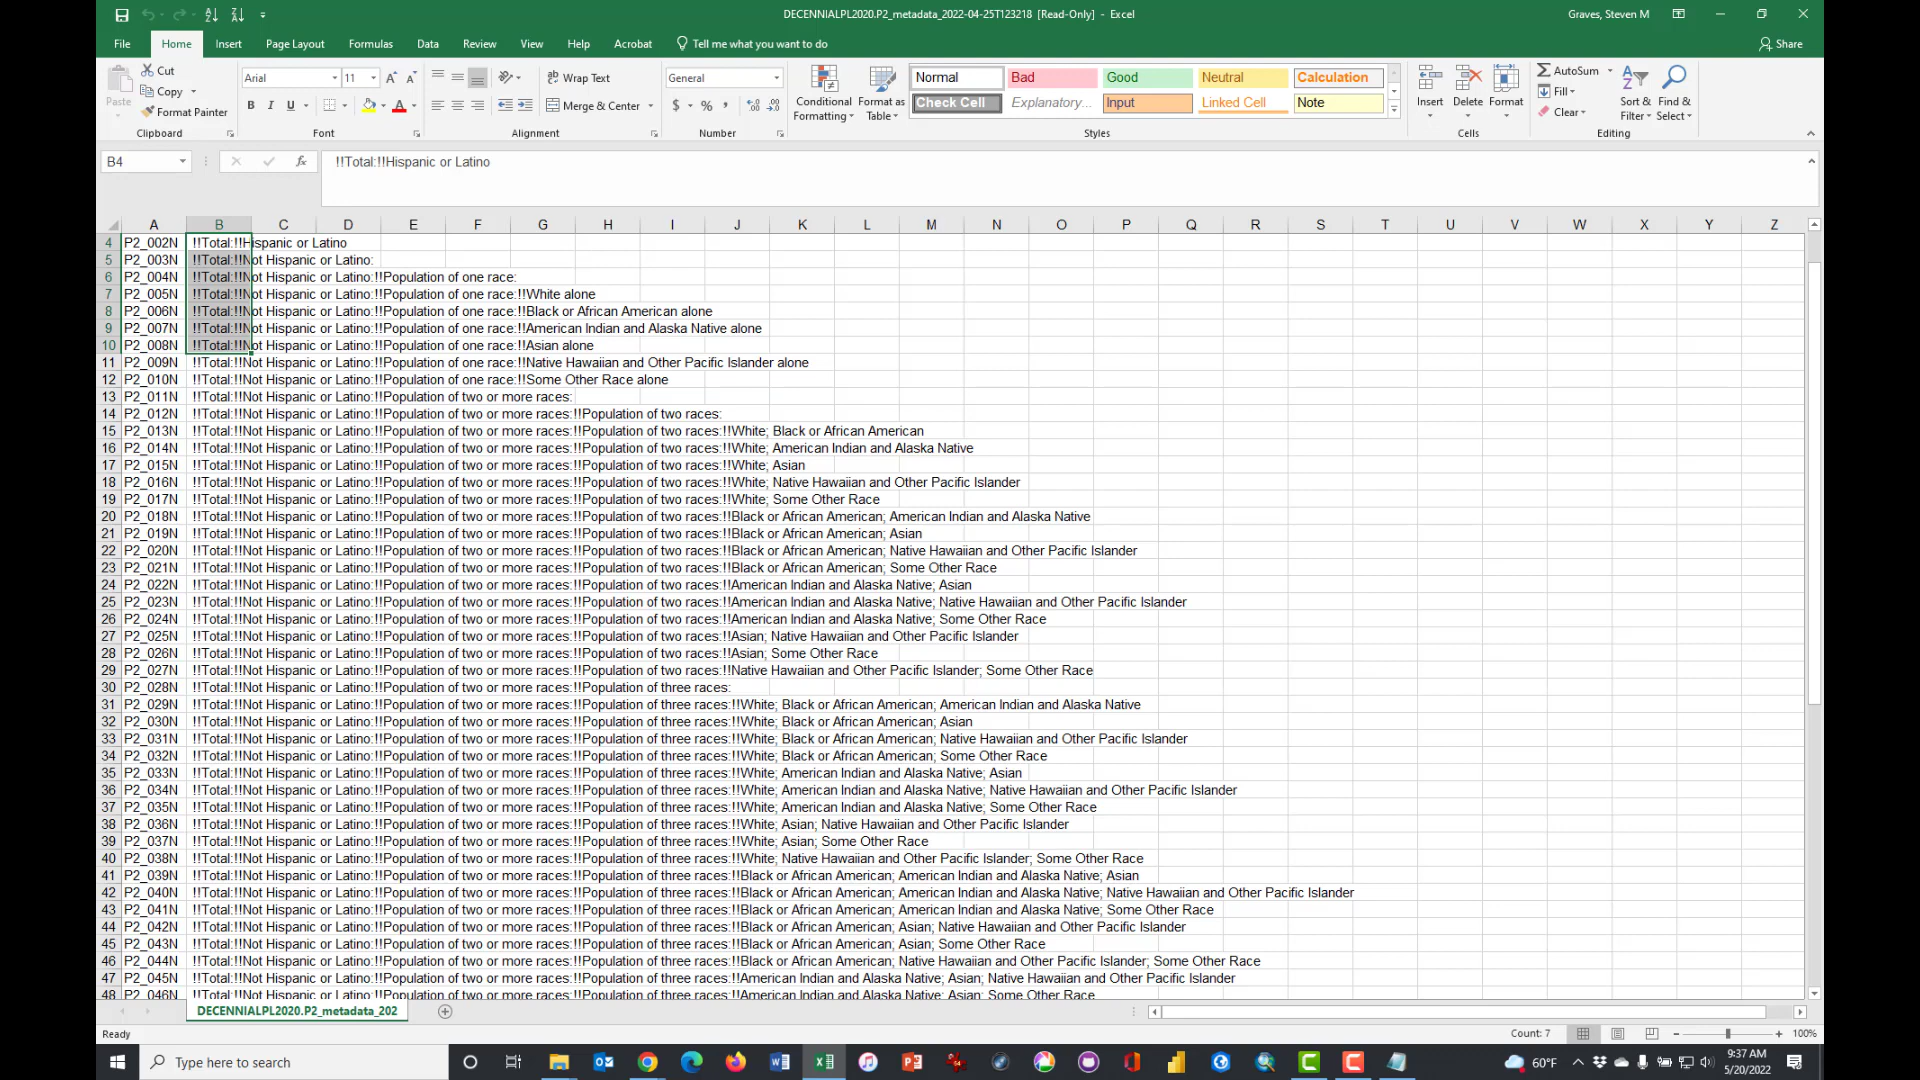 DECENNIALPL2020.P2_metadata_2022-04-25T123218 [Read-Only] - Excel
Graves, Steven M
File Home Insert Page Layout Formulas Data Review View Help Acrobat Tell me what you want to do Share
Paste Cut Copy Format Painter Clipboard
Arial 11 B I U A Font
Wrap Text Merge & Center Alignment
General $ % , Number
Conditional Formatting Format as Table
Normal Bad Good Neutral Calculation
Check Cell Explanatory... Input Linked Cell Note
Styles
Insert Delete Format Cells
AutoSum Fill Clear Sort & Filter Find & Select Editing
B4 fx !!Total:!!Hispanic or Latino
A B C D E F G H I J K L M N O P Q R S T U V W X Y Z
4 P2_002N !!Total:!!Hispanic or Latino
5 P2_003N !!Total:!!Not Hispanic or Latino:
6 P2_004N !!Total:!!Not Hispanic or Latino:!!Population of one race:
7 P2_005N !!Total:!!Not Hispanic or Latino:!!Population of one race:!!White alone
8 P2_006N !!Total:!!Not Hispanic or Latino:!!Population of one race:!!Black or African American alone
9 P2_007N !!Total:!!Not Hispanic or Latino:!!Population of one race:!!American Indian and Alaska Native alone
10 P2_008N !!Total:!!Not Hispanic or Latino:!!Population of one race:!!Asian alone
11 P2_009N !!Total:!!Not Hispanic or Latino:!!Population of one race:!!Native Hawaiian and Other Pacific Islander alone
12 P2_010N !!Total:!!Not Hispanic or Latino:!!Population of one race:!!Some Other Race alone
13 P2_011N !!Total:!!Not Hispanic or Latino:!!Population of two or more races:
14 P2_012N !!Total:!!Not Hispanic or Latino:!!Population of two or more races:!!Population of two races:
15 P2_013N !!Total:!!Not Hispanic or Latino:!!Population of two or more races:!!Population of two races:!!White; Black or African American
16 P2_014N !!Total:!!Not Hispanic or Latino:!!Population of two or more races:!!Population of two races:!!White; American Indian and Alaska Native
17 P2_015N !!Total:!!Not Hispanic or Latino:!!Population of two or more races:!!Population of two races:!!White; Asian
18 P2_016N !!Total:!!Not Hispanic or Latino:!!Population of two or more races:!!Population of two races:!!White; Native Hawaiian and Other Pacific Islander
19 P2_017N !!Total:!!Not Hispanic or Latino:!!Population of two or more races:!!Population of two races:!!White; Some Other Race
20 P2_018N !!Total:!!Not Hispanic or Latino:!!Population of two or more races:!!Population of two races:!!Black or African American; American Indian and Alaska Native
21 P2_019N !!Total:!!Not Hispanic or Latino:!!Population of two or more races:!!Population of two races:!!Black or African American; Asian
22 P2_020N !!Total:!!Not Hispanic or Latino:!!Population of two or more races:!!Population of two races:!!Black or African American; Native Hawaiian and Other Pacific Islander
23 P2_021N !!Total:!!Not Hispanic or Latino:!!Population of two or more races:!!Population of two races:!!Black or African American; Some Other Race
24 P2_022N !!Total:!!Not Hispanic or Latino:!!Population of two or more races:!!Population of two races:!!American Indian and Alaska Native; Asian
25 P2_023N !!Total:!!Not Hispanic or Latino:!!Population of two or more races:!!Population of two races:!!American Indian and Alaska Native; Native Hawaiian and Other Pacific Islander
26 P2_024N !!Total:!!Not Hispanic or Latino:!!Population of two or more races:!!Population of two races:!!American Indian and Alaska Native; Some Other Race
27 P2_025N !!Total:!!Not Hispanic or Latino:!!Population of two or more races:!!Population of two races:!!Asian; Native Hawaiian and Other Pacific Islander
28 P2_026N !!Total:!!Not Hispanic or Latino:!!Population of two or more races:!!Population of two races:!!Asian; Some Other Race
29 P2_027N !!Total:!!Not Hispanic or Latino:!!Population of two or more races:!!Population of two races:!!Native Hawaiian and Other Pacific Islander; Some Other Race
30 P2_028N !!Total:!!Not Hispanic or Latino:!!Population of two or more races:!!Population of three races:
31 P2_029N !!Total:!!Not Hispanic or Latino:!!Population of two or more races:!!Population of three races:!!White; Black or African American; American Indian and Alaska Native
32 P2_030N !!Total:!!Not Hispanic or Latino:!!Population of two or more races:!!Population of three races:!!White; Black or African American; Asian
33 P2_031N !!Total:!!Not Hispanic or Latino:!!Population of two or more races:!!Population of three races:!!White; Black or African American; Native Hawaiian and Other Pacific Islander
34 P2_032N !!Total:!!Not Hispanic or Latino:!!Population of two or more races:!!Population of three races:!!White; Black or African American; Some Other Race
35 P2_033N !!Total:!!Not Hispanic or Latino:!!Population of two or more races:!!Population of three races:!!White; American Indian and Alaska Native; Asian
36 P2_034N !!Total:!!Not Hispanic or Latino:!!Population of two or more races:!!Population of three races:!!White; American Indian and Alaska Native; Native Hawaiian and Other Pacific Islander
37 P2_035N !!Total:!!Not Hispanic or Latino:!!Population of two or more races:!!Population of three races:!!White; American Indian and Alaska Native; Some Other Race
38 P2_036N !!Total:!!Not Hispanic or Latino:!!Population of two or more races:!!Population of three races:!!White; Asian; Native Hawaiian and Other Pacific Islander
39 P2_037N !!Total:!!Not Hispanic or Latino:!!Population of two or more races:!!Population of three races:!!White; Asian; Some Other Race
40 P2_038N !!Total:!!Not Hispanic or Latino:!!Population of two or more races:!!Population of three races:!!White; Native Hawaiian and Other Pacific Islander; Some Other Race
41 P2_039N !!Total:!!Not Hispanic or Latino:!!Population of two or more races:!!Population of three races:!!Black or African American; American Indian and Alaska Native; Asian
42 P2_040N !!Total:!!Not Hispanic or Latino:!!Population of two or more races:!!Population of three races:!!Black or African American; American Indian and Alaska Native; Native Hawaiian and Other Pacific Islander
43 P2_041N !!Total:!!Not Hispanic or Latino:!!Population of two or more races:!!Population of three races:!!Black or African American; American Indian and Alaska Native; Some Other Race
44 P2_042N !!Total:!!Not Hispanic or Latino:!!Population of two or more races:!!Population of three races:!!Black or African American; Asian; Native Hawaiian and Other Pacific Islander
45 P2_043N !!Total:!!Not Hispanic or Latino:!!Population of two or more races:!!Population of three races:!!Black or African American; Asian; Some Other Race
46 P2_044N !!Total:!!Not Hispanic or Latino:!!Population of two or more races:!!Population of three races:!!Black or African American; Native Hawaiian and Other Pacific Islander; Some Other Race
47 P2_045N !!Total:!!Not Hispanic or Latino:!!Population of two or more races:!!Population of three races:!!American Indian and Alaska Native; Asian; Native Hawaiian and Other Pacific Islander
48 P2_046N !!Total:!!Not Hispanic or Latino:!!Population of two or more races:!!Population of three races:!!American Indian and Alaska Native; Asian; Some Other Race
DECENNIALPL2020.P2_metadata_202
Ready Count: 7 100%
Type here to search 60°F 9:37 AM
5/20/2022